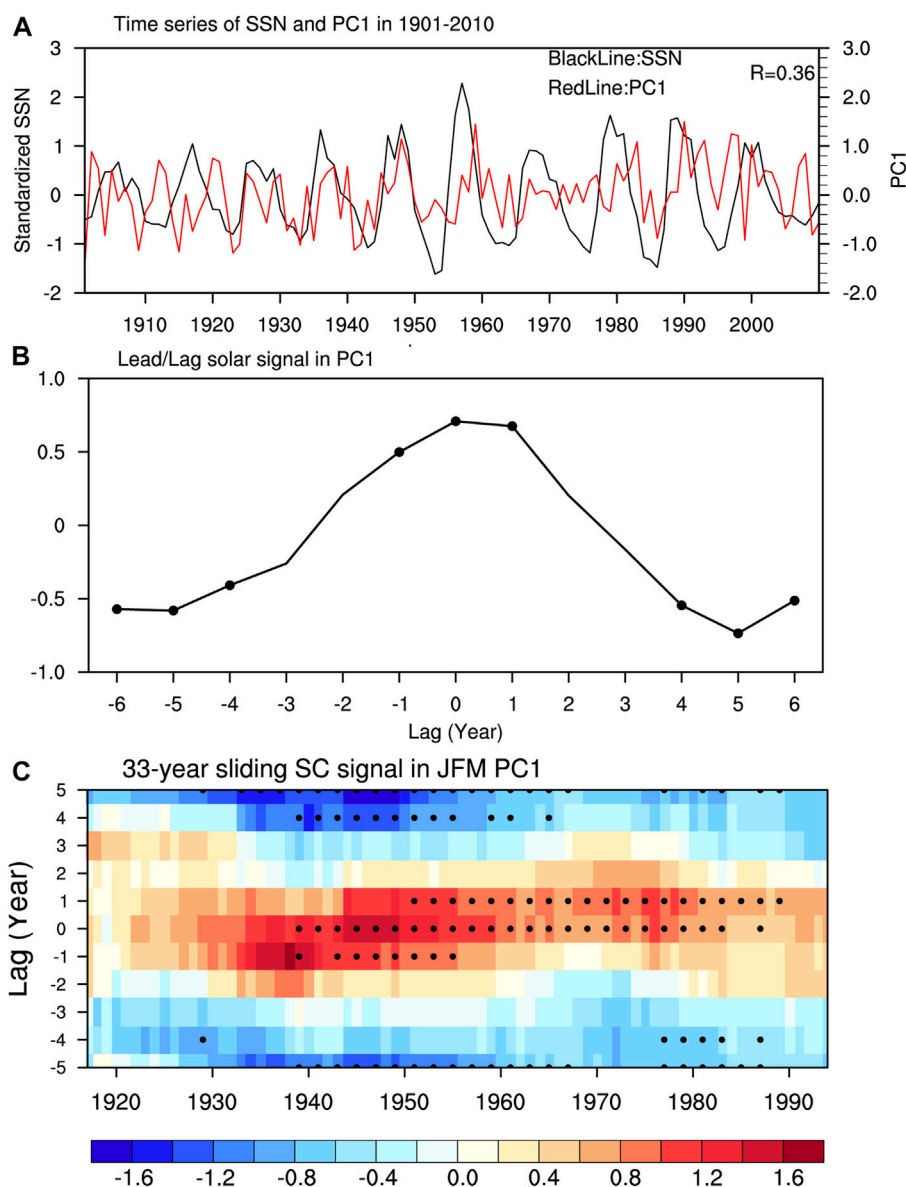 A Time series of SSN and PC1 in 1901-2010
BlackLine:SSN
RedLine:PC1
R=0.36
Standardized SSN
3
2
1
0
-1
-2
3.0
2.0
1.0
0.0
-1.0
-2.0
PC1
1910 1920 1930 1940 1950 1960 1970 1980 1990 2000
B Lead/Lag solar signal in PC1
1.0
0.5
0
-0.5
-1.0
-6 -5 -4 -3 -2 -1 0 1 2 3 4 5 6
Lag (Year)
C 33-year sliding SC signal in JFM PC1
Lag (Year)
5
4
3
2
1
0
-1
-2
-3
-4
-5
1920 1930 1940 1950 1960 1970 1980 1990
-1.6 -1.2 -0.8 -0.4 0.0 0.4 0.8 1.2 1.6